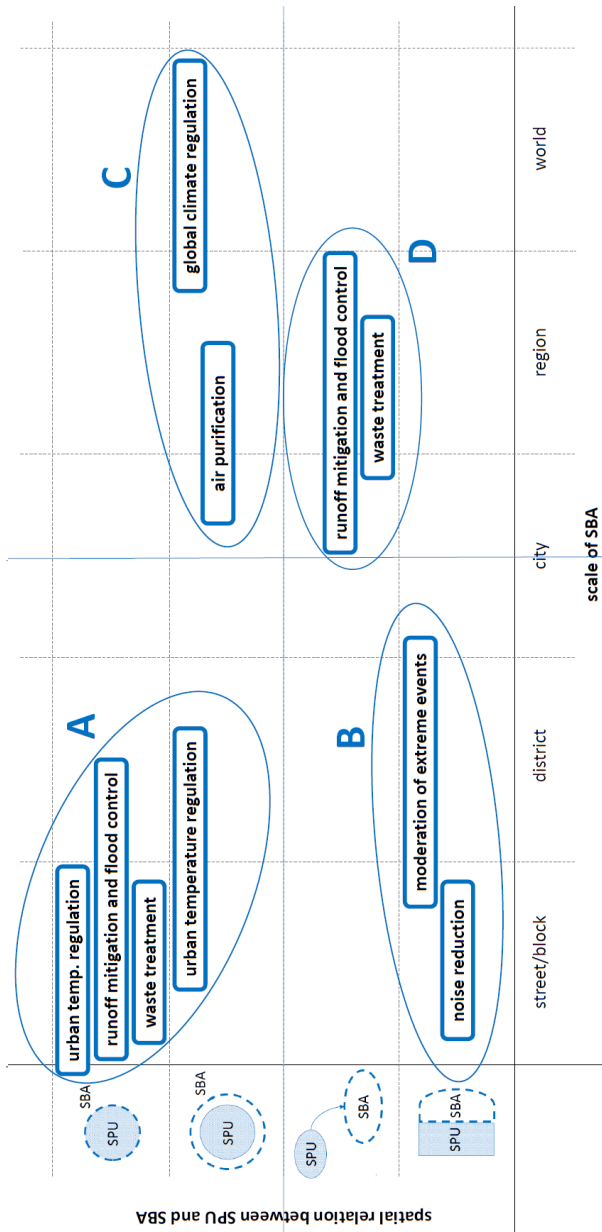 spatial relation between SPU and SBA
SPU
SBA
SPU
SBA
SPU
SBA
SPU
SBA
A
urban temp. regulation
runoff mitigation and flood control
waste treatment
urban temperature regulation
C
global climate regulation
air purification
B
moderation of extreme events
noise reduction
D
runoff mitigation and flood control
waste treatment
street/block
district
city
region
world
scale of SBA